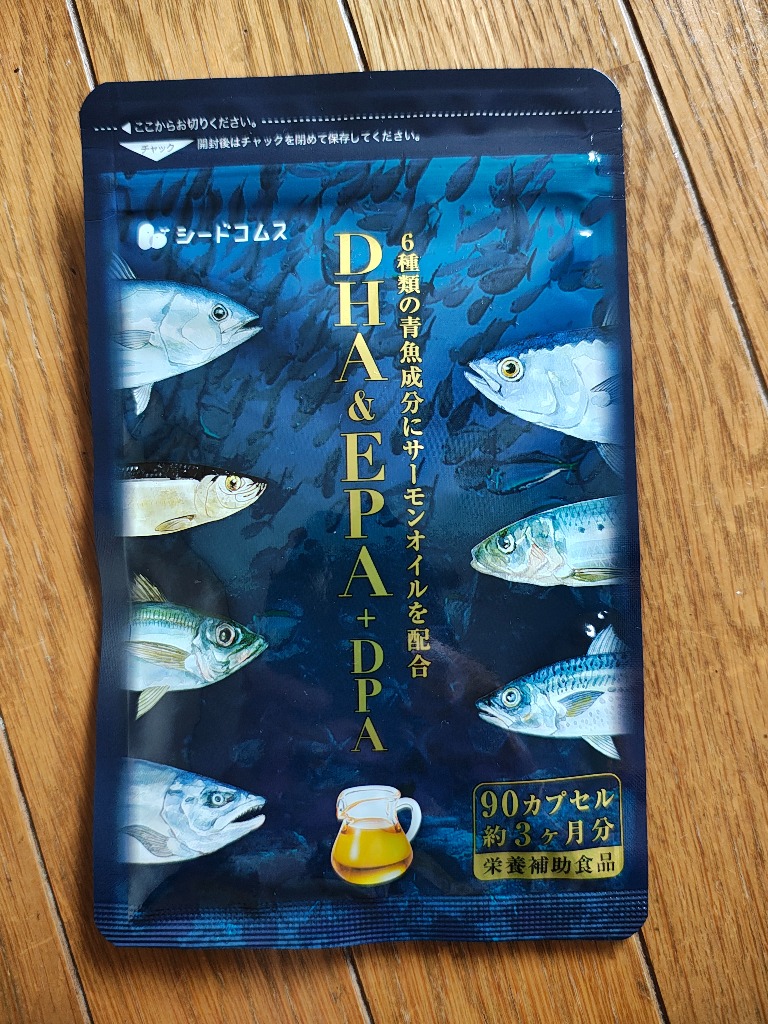 ここからお切りください。
チャック
開封後はチャックを閉めて保存してください。
シードコムス
6種類の青魚成分にサーモンオイルを配合
DHA&EPA+DPA
90カプセル
約3ヶ月分
栄養補助食品